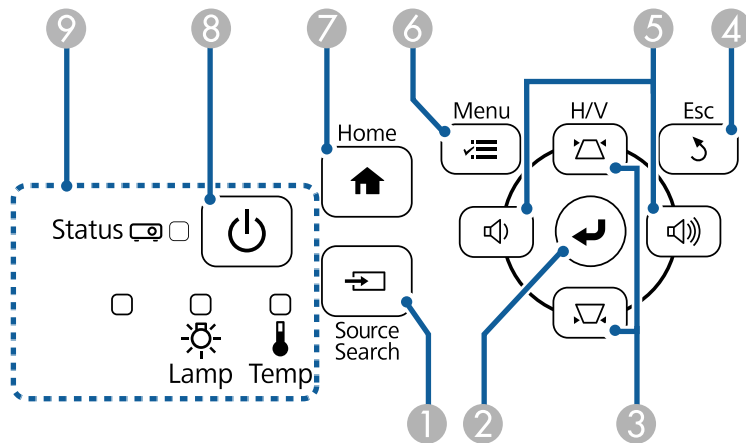 9 8 7 6 5 4
Menu H/V Esc
Home
Status
Source
Search
Lamp Temp
1 2 3